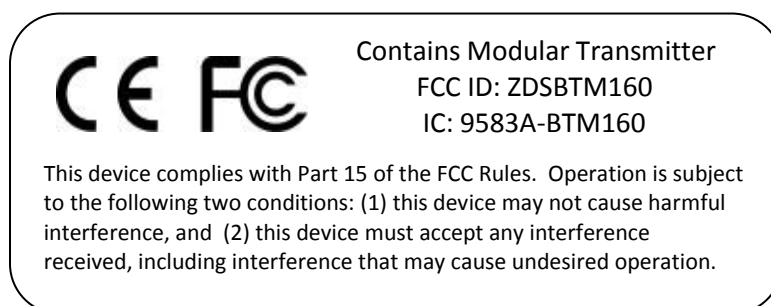 CE FC Contains Modular Transmitter
FCC ID: ZDSBTM160
IC: 9583A-BTM160
This device complies with Part 15 of the FCC Rules.  Operation is subject
to the following two conditions: (1) this device may not cause harmful
interference, and  (2) this device must accept any interference
received, including interference that may cause undesired operation.